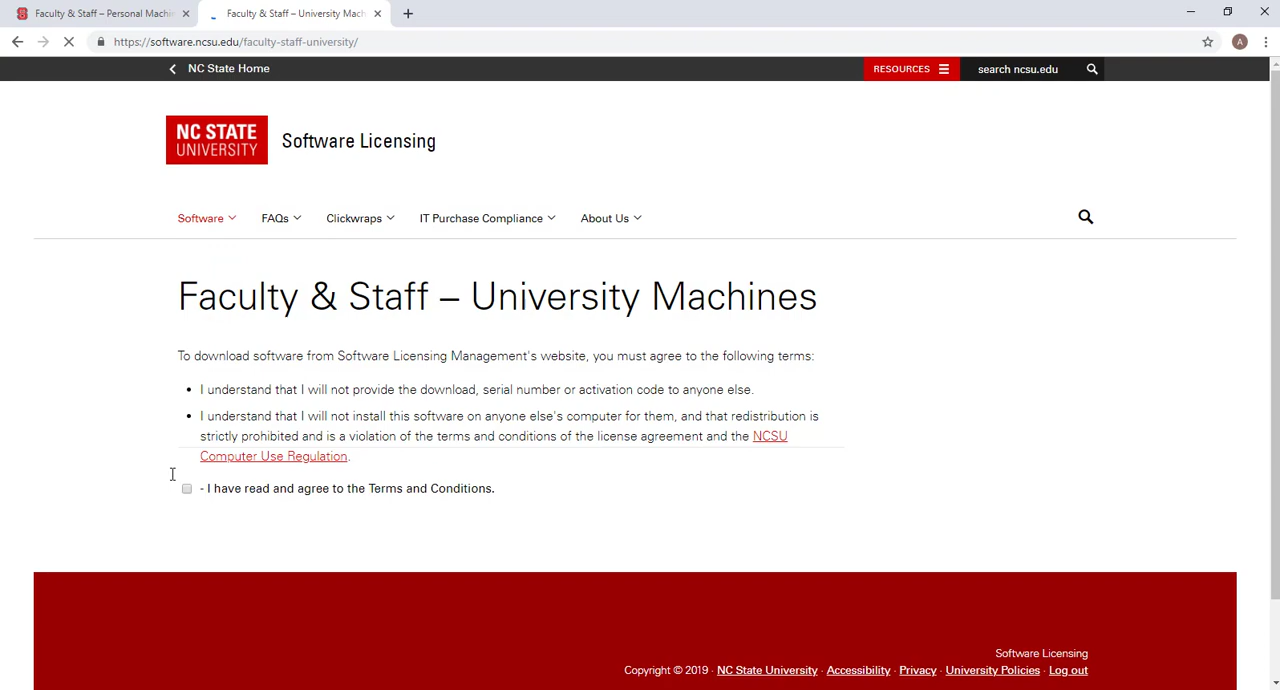 Faculty & Staff – Personal Machin
Faculty & Staff – University Mach
https://software.ncsu.edu/faculty-staff-university/
A
NC State Home
RESOURCES
search ncsu.edu
NC STATE UNIVERSITY
Software Licensing
Software
FAQs
Clickwraps
IT Purchase Compliance
About Us
Faculty & Staff – University Machines
To download software from Software Licensing Management's website, you must agree to the following terms:
• I understand that I will not provide the download, serial number or activation code to anyone else.
• I understand that I will not install this software on anyone else's computer for them, and that redistribution is
strictly prohibited and is a violation of the terms and conditions of the license agreement and the NCSU
Computer Use Regulation.
- I have read and agree to the Terms and Conditions.
Software Licensing
Copyright © 2019 · NC State University · Accessibility · Privacy · University Policies · Log out